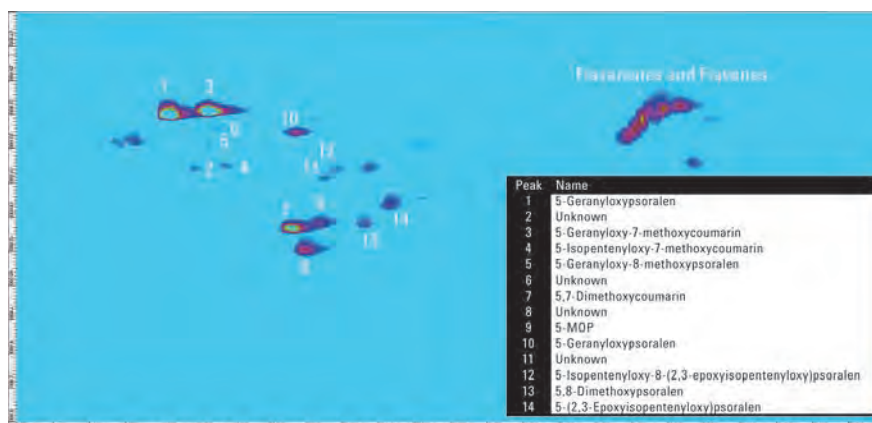 Flavanoins and Flavones
1
3
10
6
5
12
2
4
11
14
7
9
13
8
Peak Name
1 5-Geranyloxypsoralen
2 Unknown
3 5-Geranyloxy-7-methoxycoumarin
4 5-Isopentenyloxy-7-methoxycoumarin
5 5-Geranyloxy-8-methoxypsoralen
6 Unknown
7 5,7-Dimethoxycoumarin
8 Unknown
9 5-MOP
10 5-Geranyloxypsoralen
11 Unknown
12 5-Isopentenyloxy-8-(2,3-epoxyisopentenyloxy)psoralen
13 5,8-Dimethoxypsoralen
14 5-(2,3-Epoxyisopentenyloxy)psoralen